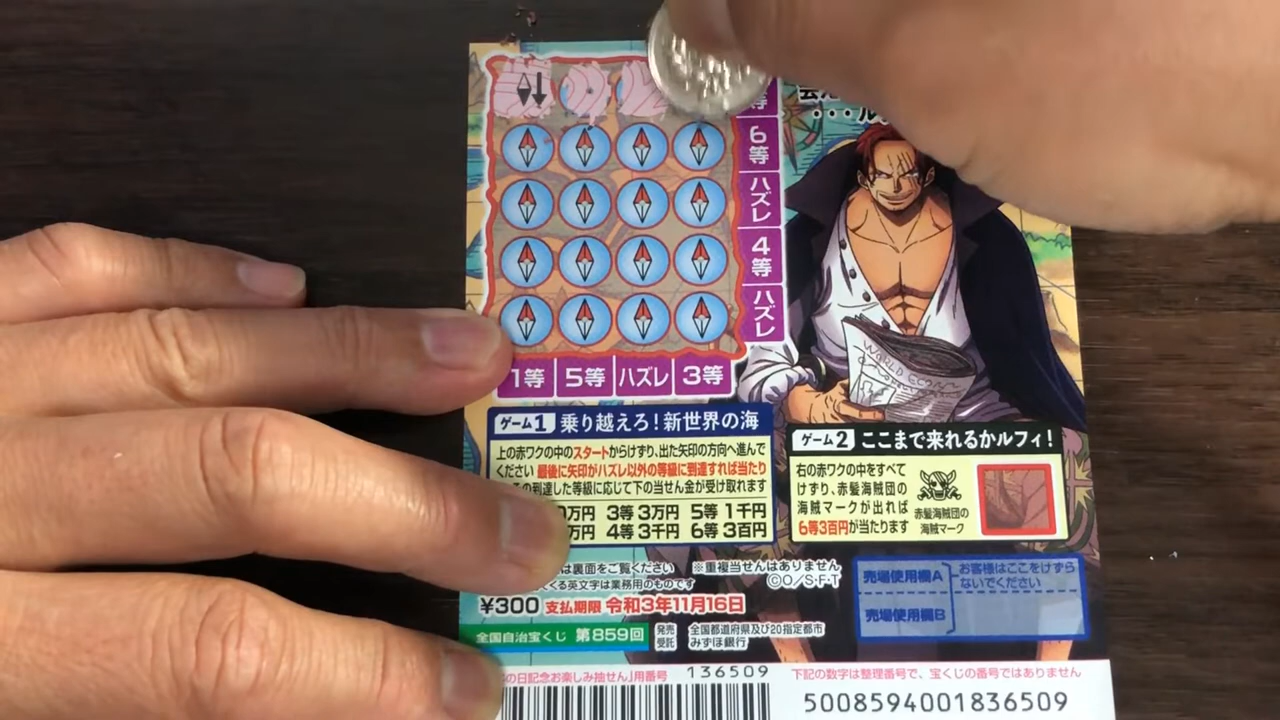 等
6等
ハズレ
4等
ハズレ
1等 5等 ハズレ 3等
WORLD ECONOMY
ゲーム1 乗り越えろ!新世界の海
上の赤ワクの中のスタートからけずり、出た矢印の方向へ進んで
ください 最後に矢印がハズレ以外の等級に到達すれば当たり
の到達した等級に応じて下の当せん金が受け取れます
万円 3等 3万円 5等 1千円
万円 4等 3千円 6等 3百円
ゲーム2 ここまで来れるかルフィ!
右の赤ワクの中をすべて
けずり、赤髪海賊団の
海賊マークが出れば
6等3百円が当たります
赤髪海賊団の
海賊マーク
は裏面をご覧ください ※重複当せんはありません
くる英文字は業務用のものです ©O/S・F・T
¥300 支払期限 令和3年11月16日
全国自治宝くじ 第859回
発売 全国都道府県及び20指定都市
受託 みずほ銀行
売場使用欄A
売場使用欄B
お客様はここをけずら
ないでください
の日記念お楽しみ抽せん」用番号 136509
下記の数字は整理番号で、宝くじの番号ではありません
5008594001836509